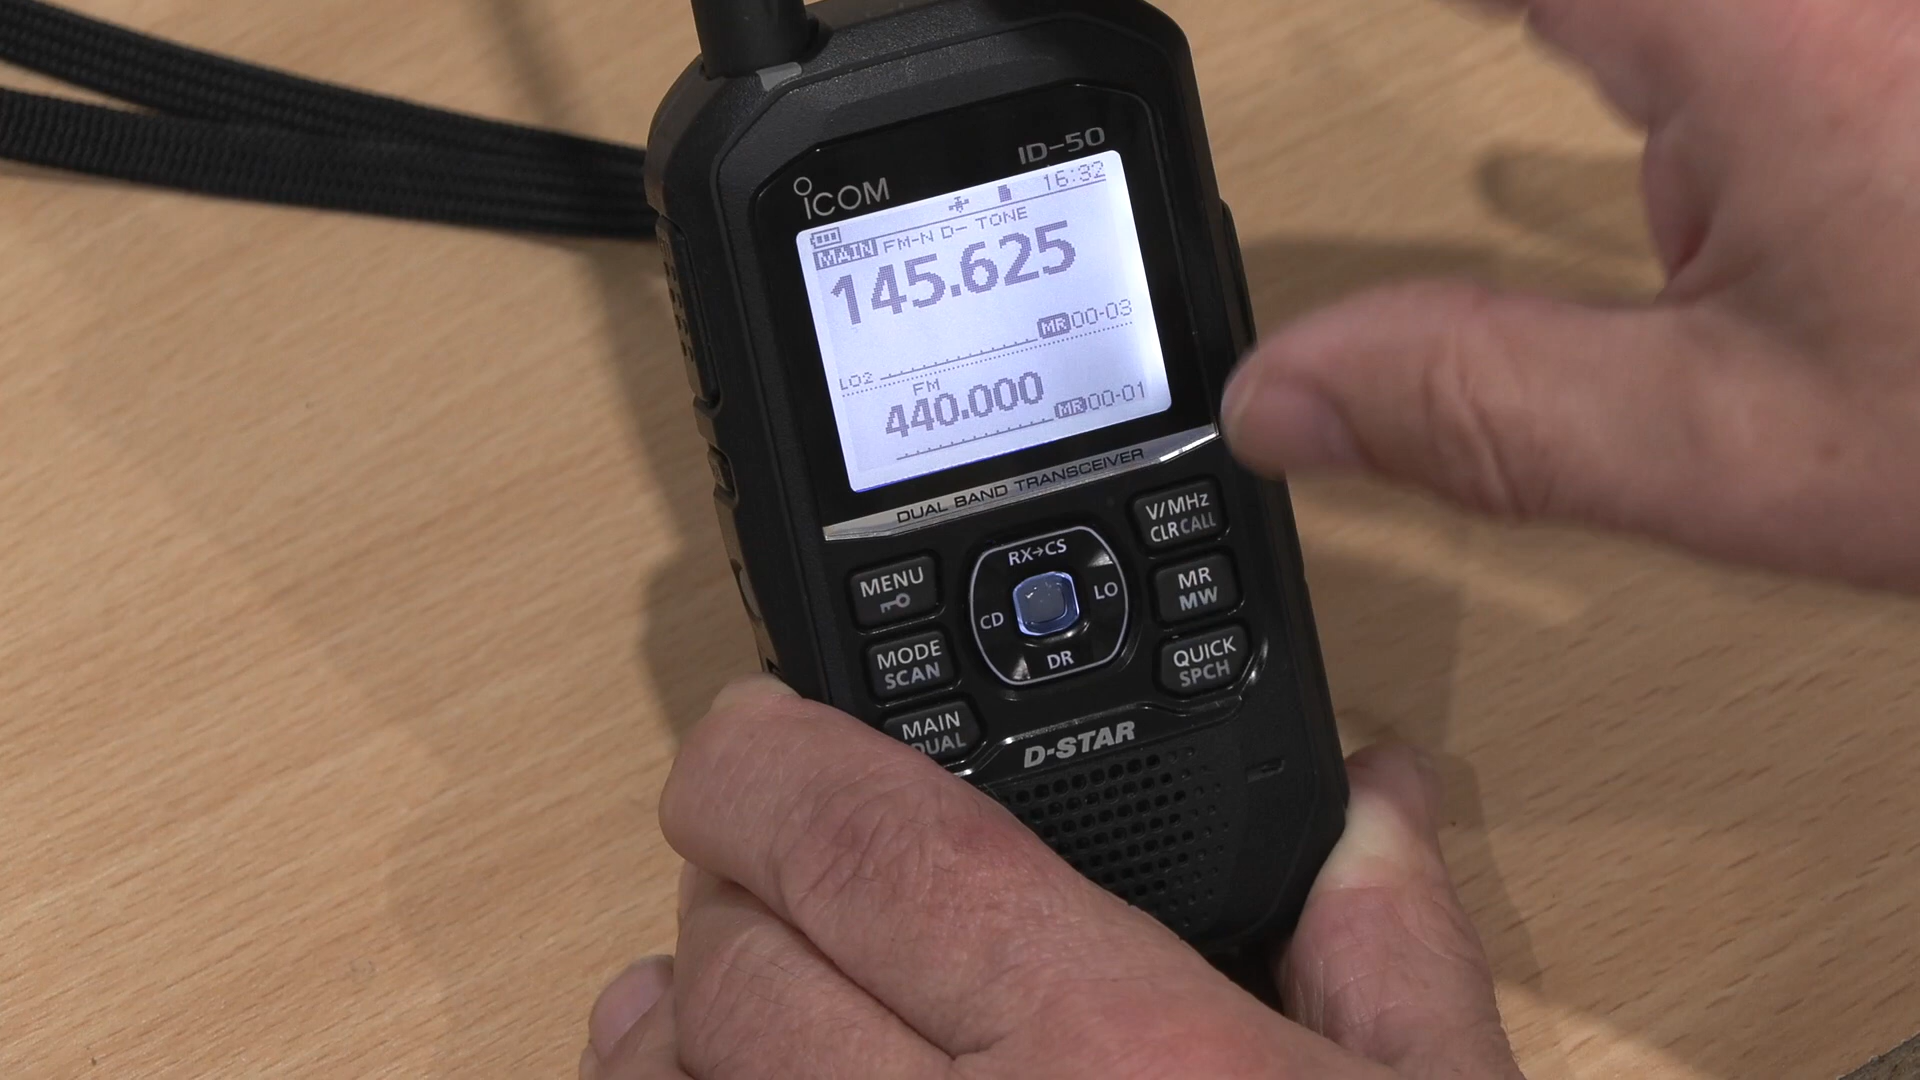 ID-50
ICOM
16:32
MAIN FM-N D- TONE
145.625
MR 00-03
LO2
FM
440.000 MR 00-01
DUAL BAND TRANSCEIVER
V/MHz
CLR CALL
RX→CS
MENU
MR
MW
CD
LO
MODE
SCAN
DR
QUICK
SPCH
MAIN
DUAL
D-STAR